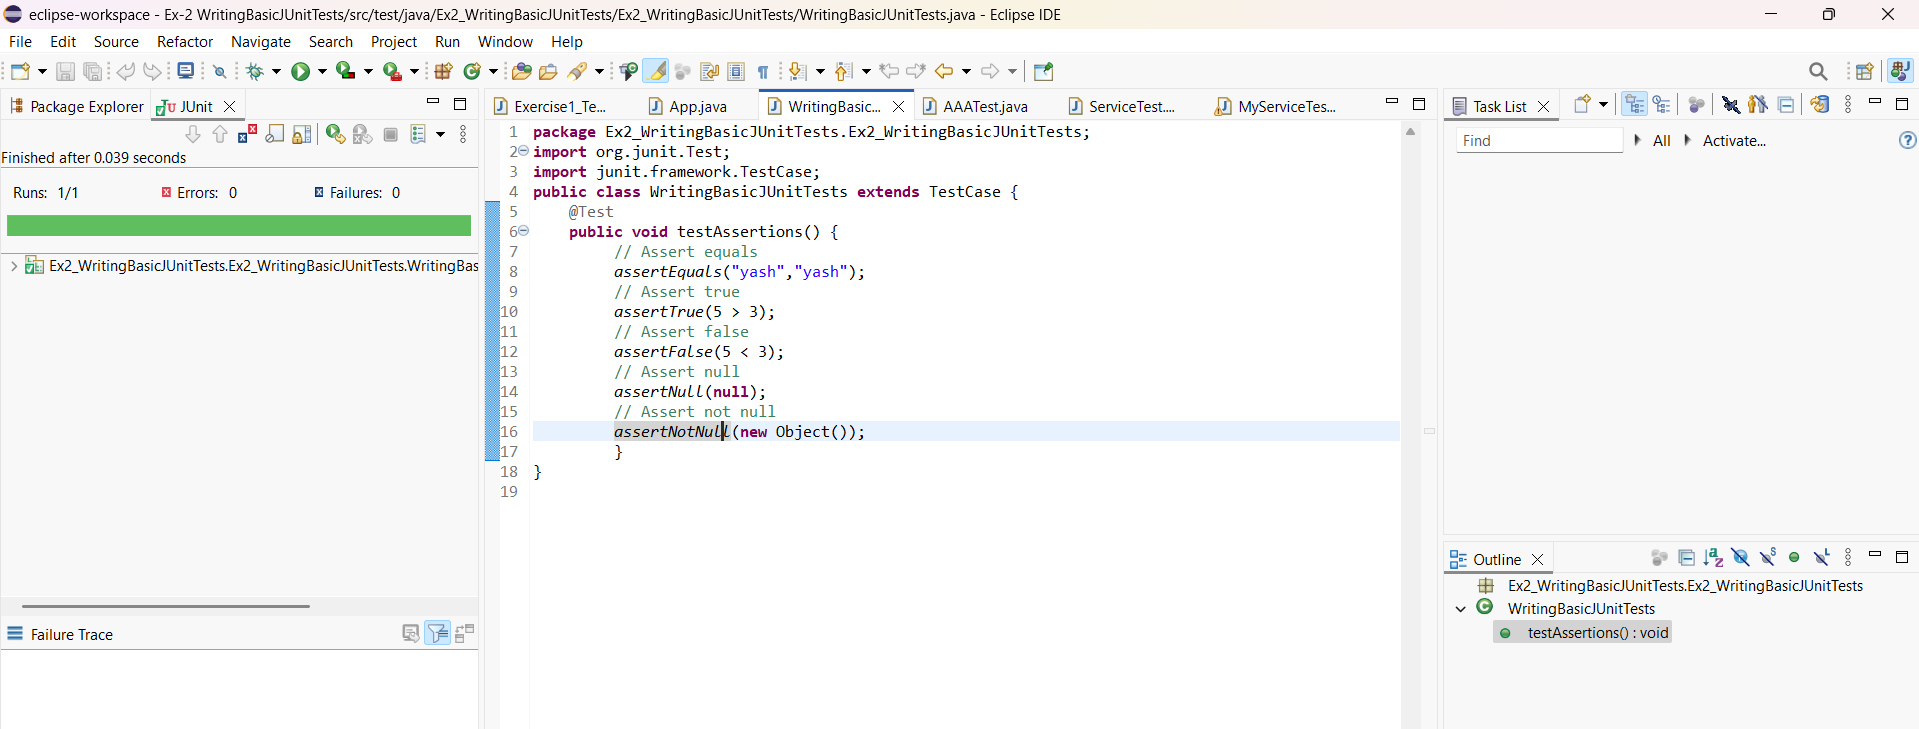 eclipse-workspace - Ex-2 WritingBasicJUnitTests/src/test/java/Ex2_WritingBasicJUnitTests/Ex2_WritingBasicJUnitTests/WritingBasicJUnitTests.java - Eclipse IDE
File Edit Source Refactor Navigate Search Project Run Window Help
Package Explorer JUnit
Finished after 0.039 seconds
Runs: 1/1 Errors: 0 Failures: 0
Ex2_WritingBasicJUnitTests.Ex2_WritingBasicJUnitTests.WritingBas
Failure Trace
Exercise1_Te... App.java WritingBasic... AAATest.java ServiceTest.... MyServiceTes...
1 package Ex2_WritingBasicJUnitTests.Ex2_WritingBasicJUnitTests;
2 import org.junit.Test;
3 import junit.framework.TestCase;
4 public class WritingBasicJUnitTests extends TestCase {
5 @Test
6 public void testAssertions() {
7 // Assert equals
8 assertEquals("yash","yash");
9 // Assert true
10 assertTrue(5 > 3);
11 // Assert false
12 assertFalse(5 < 3);
13 // Assert null
14 assertNull(null);
15 // Assert not null
16 assertNotNull(new Object());
17 }
18 }
19
Task List
Find All Activate...
Outline
Ex2_WritingBasicJUnitTests.Ex2_WritingBasicJUnitTests
WritingBasicJUnitTests
testAssertions() : void